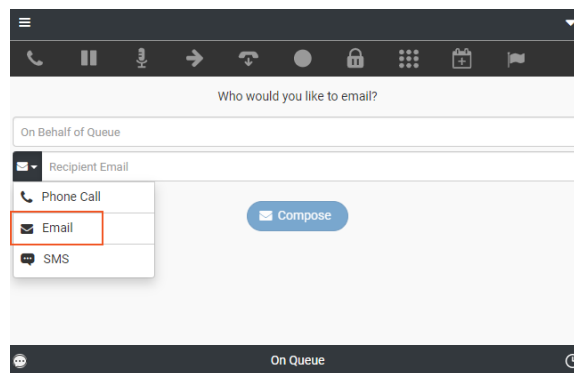 Who would you like to email?
On Behalf of Queue
Recipient Email
Phone Call
Email
SMS
Compose
On Queue